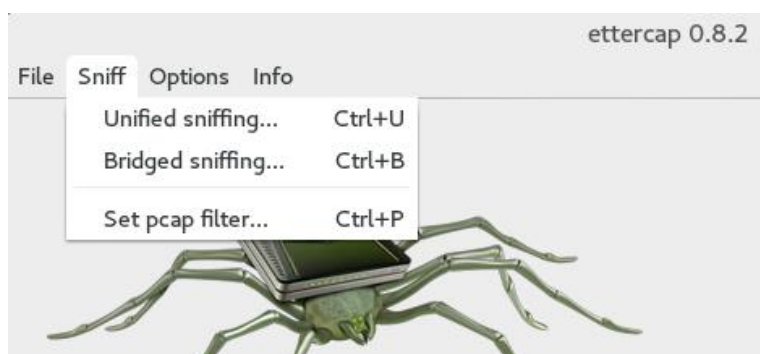 ettercap 0.8.2
File Sniff Options Info
Unified sniffing... Ctrl+U
Bridged sniffing... Ctrl+B
Set pcap filter... Ctrl+P